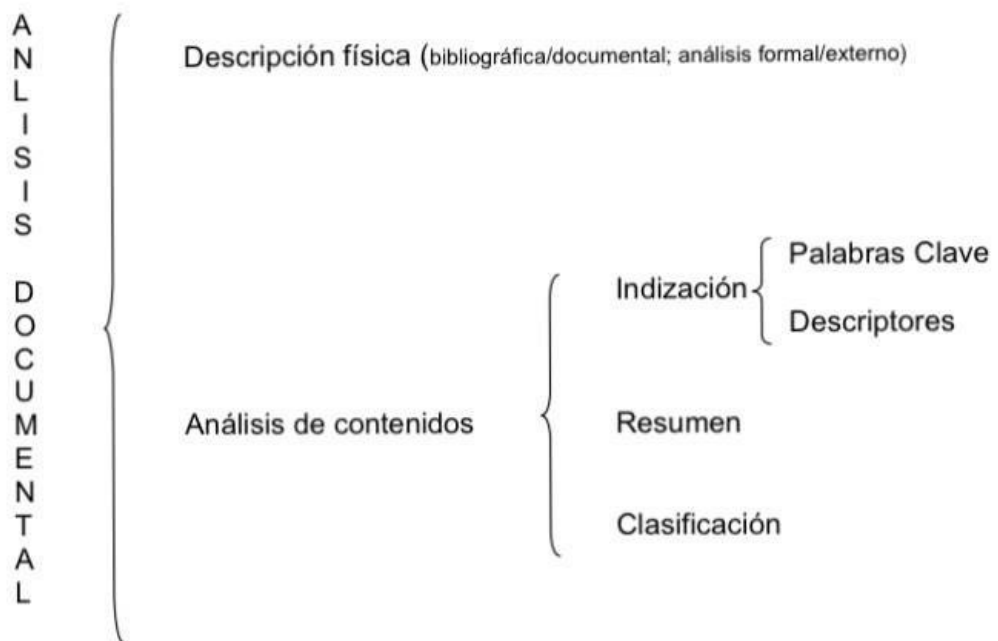 ANLISIS DOCUMENTAL
Descripción física (bibliográfica/documental; análisis formal/externo)
Análisis de contenidos
Indización
Palabras Clave
Descriptores
Resumen
Clasificación